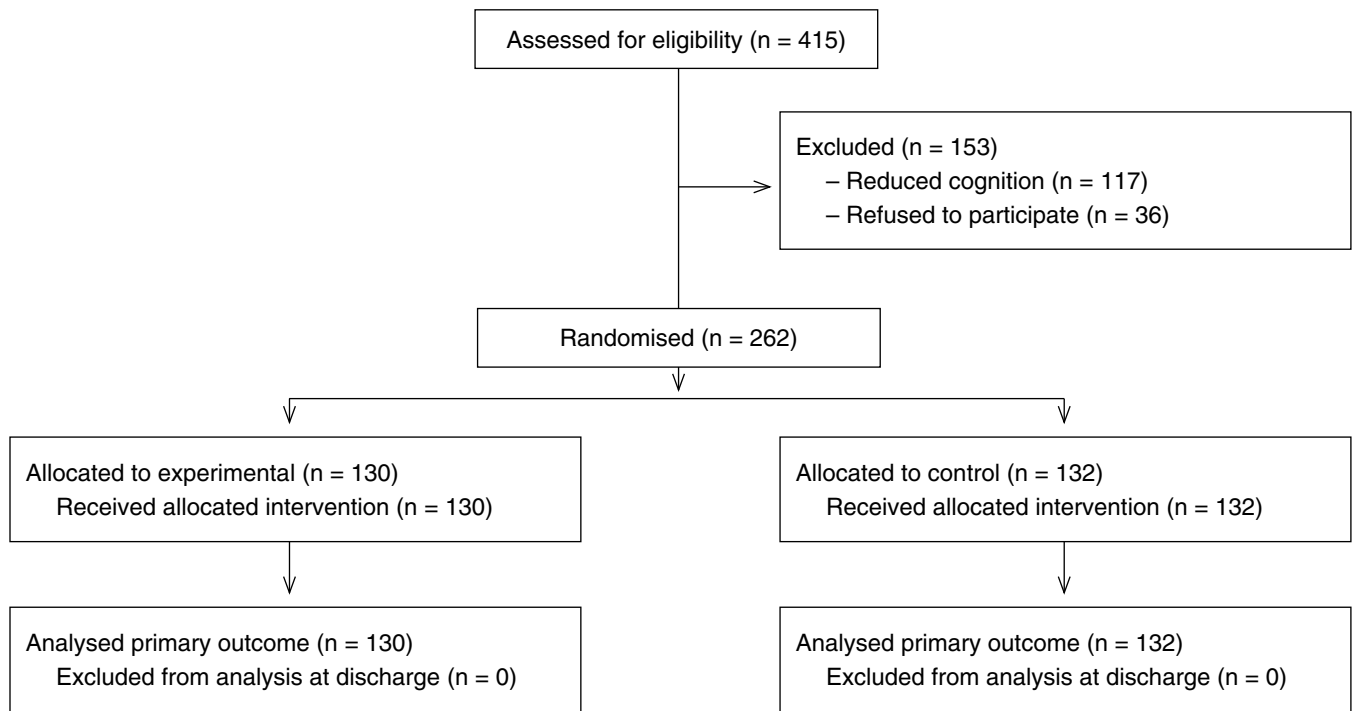 Assessed for eligibility (n = 415)
Excluded (n = 153)
– Reduced cognition (n = 117)
– Refused to participate (n = 36)
Randomised (n = 262)
Allocated to experimental (n = 130)
Received allocated intervention (n = 130)
Allocated to control (n = 132)
Received allocated intervention (n = 132)
Analysed primary outcome (n = 130)
Excluded from analysis at discharge (n = 0)
Analysed primary outcome (n = 132)
Excluded from analysis at discharge (n = 0)